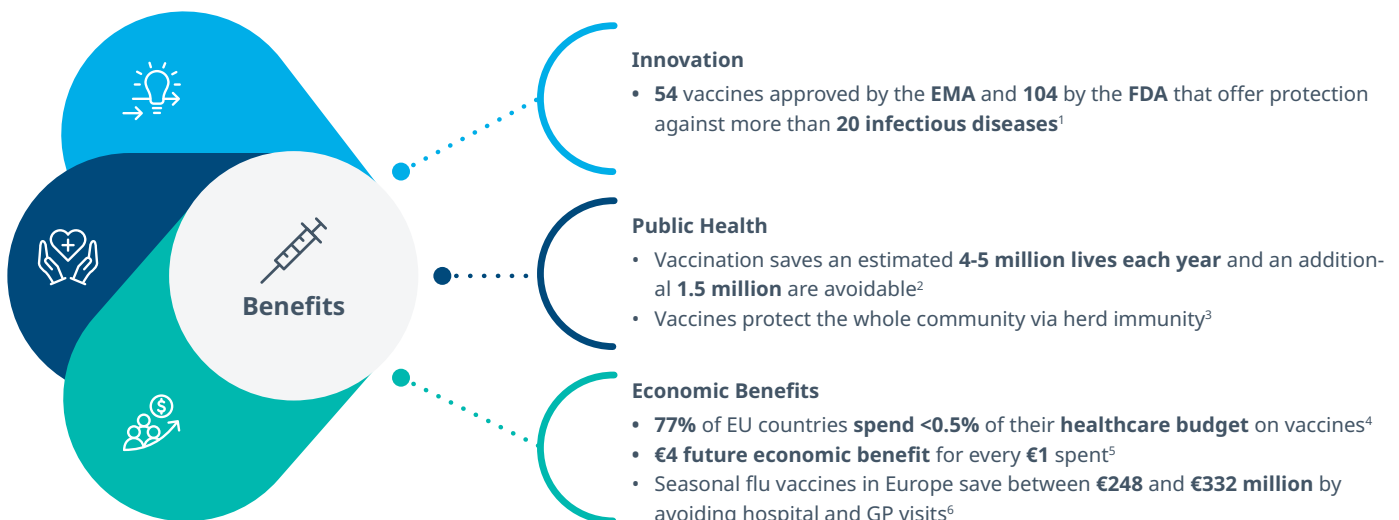 Innovation
• 54 vaccines approved by the EMA and 104 by the FDA that offer protection
against more than 20 infectious diseases¹
Public Health
• Vaccination saves an estimated 4-5 million lives each year and an addition-
al 1.5 million are avoidable²
• Vaccines protect the whole community via herd immunity³
Benefits
Economic Benefits
• 77% of EU countries spend <0.5% of their healthcare budget on vaccines⁴
• €4 future economic benefit for every €1 spent⁵
• Seasonal flu vaccines in Europe save between €248 and €332 million by
avoiding hospital and GP visits⁶
$